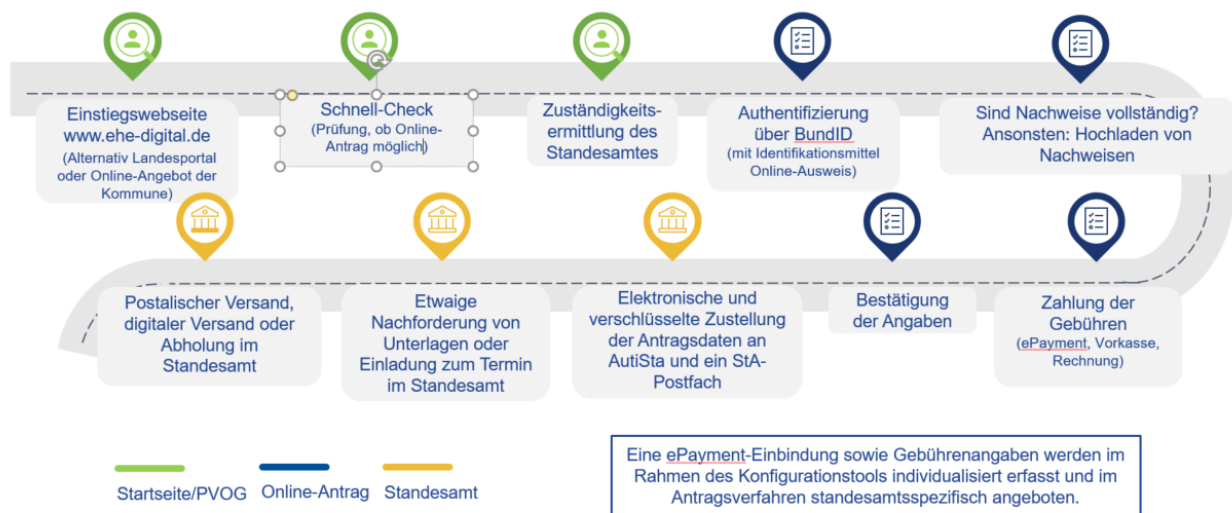 Einstiegswebseite
www.ehe-digital.de
(Alternativ Landesportal
oder Online-Angebot der
Kommune)
Schnell-Check
(Prüfung, ob Online-
Antrag möglich)
Zuständigkeits-
ermittlung des
Standesamtes
Authentifizierung
über BundID
(mit Identifikationsmittel
Online-Ausweis)
Sind Nachweise vollständig?
Ansonsten: Hochladen von
Nachweisen
Zahlung der
Gebühren
(ePayment, Vorkasse,
Rechnung)
Bestätigung
der Angaben
Elektronische und
verschlüsselte Zustellung
der Antragsdaten an
AutiSta und ein StA-
Postfach
Etwaige
Nachforderung von
Unterlagen oder
Einladung zum Termin
im Standesamt
Postalischer Versand,
digitaler Versand oder
Abholung im
Standesamt
Startseite/PVOG
Online-Antrag
Standesamt
Eine ePayment-Einbindung sowie Gebührenangaben werden im
Rahmen des Konfigurationstools individualisiert erfasst und im
Antragsverfahren standesamtsspezifisch angeboten.